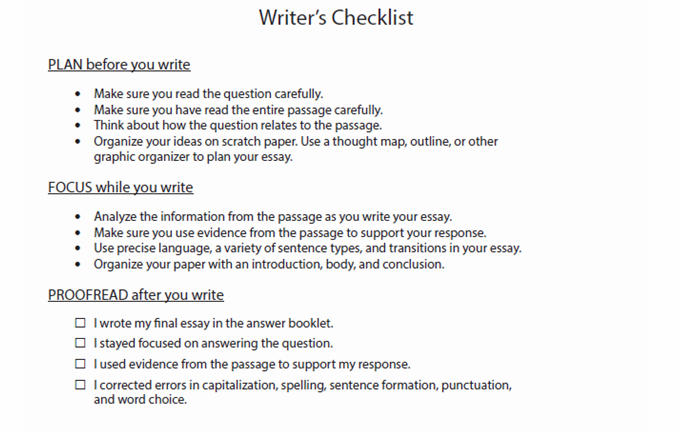 Writer’s Checklist
PLAN before you write
• Make sure you read the question carefully.
• Make sure you have read the entire passage carefully.
• Think about how the question relates to the passage.
• Organize your ideas on scratch paper. Use a thought map, outline, or other
graphic organizer to plan your essay.
FOCUS while you write
• Analyze the information from the passage as you write your essay.
• Make sure you use evidence from the passage to support your response.
• Use precise language, a variety of sentence types, and transitions in your essay.
• Organize your paper with an introduction, body, and conclusion.
PROOFREAD after you write
☐ I wrote my final essay in the answer booklet.
☐ I stayed focused on answering the question.
☐ I used evidence from the passage to support my response.
☐ I corrected errors in capitalization, spelling, sentence formation, punctuation,
and word choice.